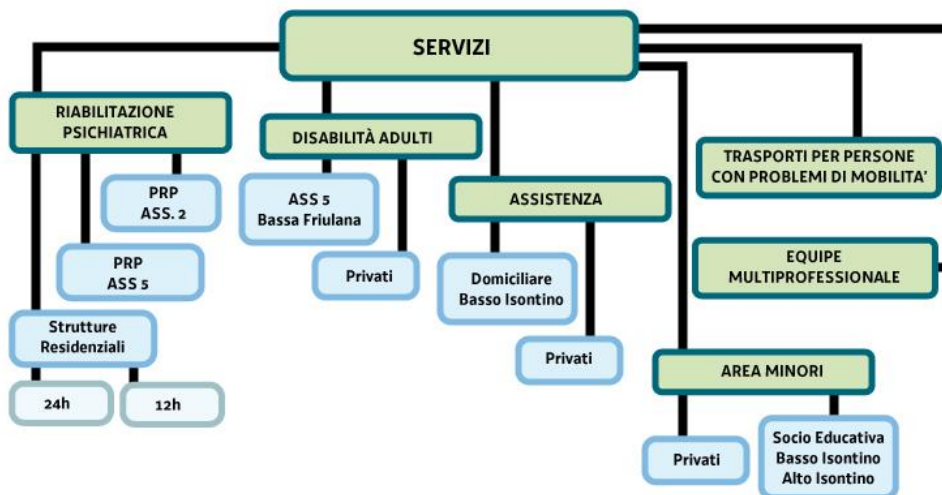 SERVIZI
RIABILITAZIONE
PSICHIATRICA
PRP
ASS. 2
PRP
ASS 5
Strutture
Residenziali
24h
12h
DISABILITÀ ADULTI
ASS 5
Bassa Friulana
Privati
ASSISTENZA
Domiciliare
Basso Isontino
Privati
TRASPORTI PER PERSONE
CON PROBLEMI DI MOBILITA’
EQUIPE
MULTIPROFESSIONALE
AREA MINORI
Privati
Socio Educativa
Basso Isontino
Alto Isontino